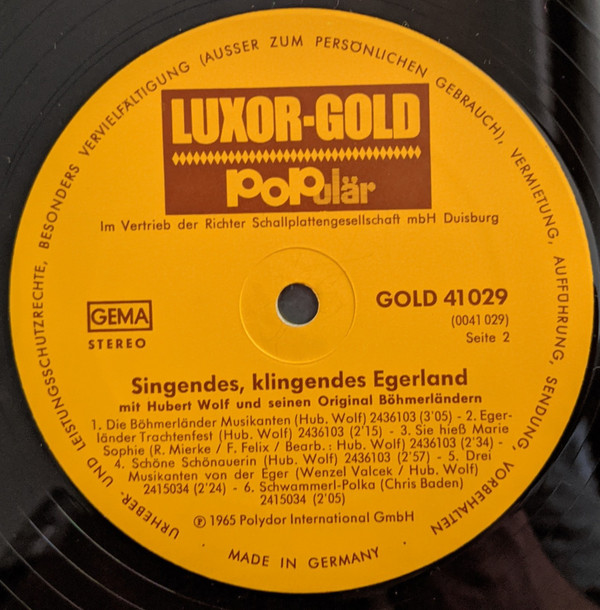 URHEBER- UND LEISTUNGSSCHUTZRECHTE, BESONDERS VERVIELFÄLTIGUNG (AUSSER ZUM PERSÖNLICHEN GEBRAUCH), VERMIETUNG, AUFFÜHRUNG, SENDUNG, VORBEHALTEN
LUXOR-GOLD
POPulär
Im Vertrieb der Richter Schallplattengesellschaft mbH Duisburg
GEMA
STEREO
GOLD 41029
(0041 029)
Seite 2
Singendes, klingendes Egerland
mit Hubert Wolf und seinen Original Böhmerländern
1. Die Böhmerländer Musikanten (Hub. Wolf) 2436103 (3'05) - 2. Eger-
länder Trachtenfest (Hub. Wolf) 2436103 (2'15) - 3. Sie hieß Marie
Sophie (R. Mierke / F. Felix / Bearb.: Hub. Wolf) 2436103 (2'34) -
4. Schöne Schönauerin (Hub. Wolf) 2436103 (2'57) - 5. Drei
Musikanten von der Eger (Wenzel Valcek / Hub. Wolf)
2415034 (2'24) - 6. Schwammerl-Polka (Chris Baden)
2415034 (2'05)
℗ 1965 Polydor International GmbH
· MADE IN GERMANY ·